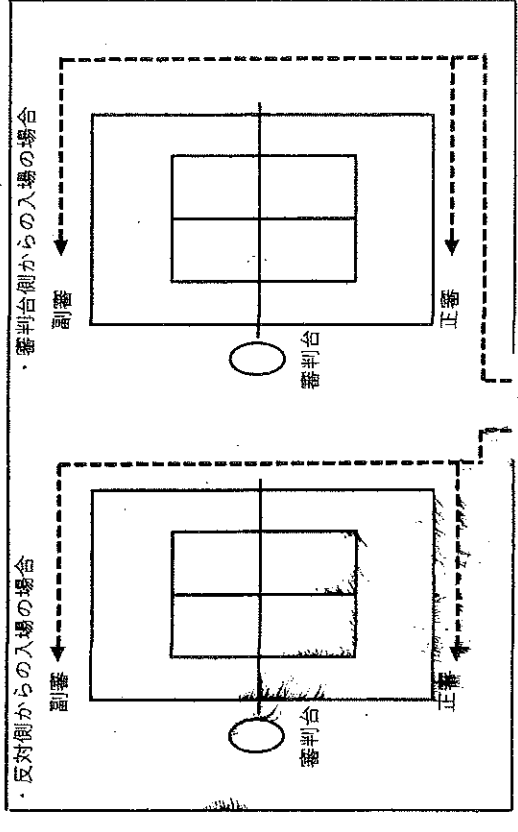 ・反対側からの入場の場合
副審
正審
審判台
・審判台側からの入場の場合
副審
正審
審判台